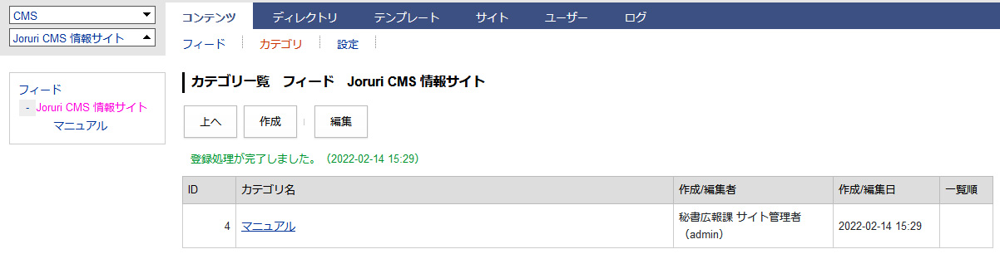 CMS
Joruri CMS 情報サイト
コンテンツ ディレクトリ テンプレート サイト ユーザー ログ
フィード カテゴリ 設定
フィード
- Joruri CMS 情報サイト
マニュアル
カテゴリ一覧 フィード Joruri CMS 情報サイト
上へ 作成 編集
登録処理が完了しました。（2022-02-14 15:29）
ID カテゴリ名 作成/編集者 作成/編集日 一覧順
4 マニュアル 秘書広報課 サイト管理者 2022-02-14 15:29
（admin）